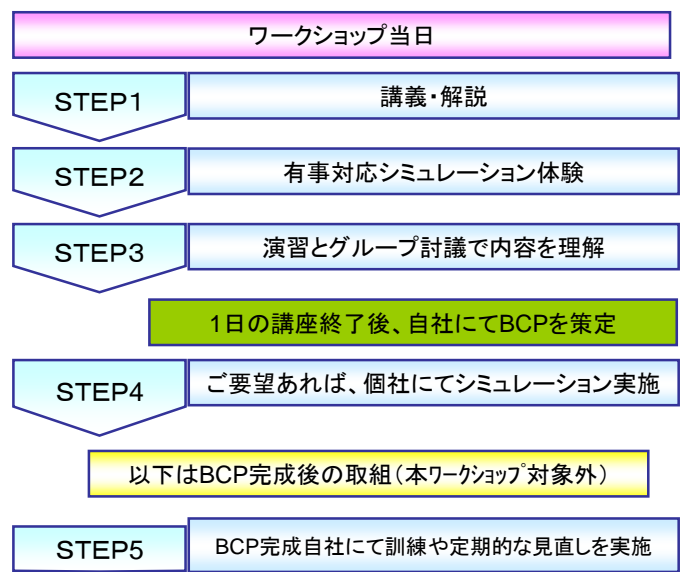 ワークショップ当日
STEP1
講義・解説
STEP2
有事対応シミュレーション体験
STEP3
演習とグループ討議で内容を理解
1日の講座終了後、自社にてBCPを策定
STEP4
ご要望あれば、個社にてシミュレーション実施
以下はBCP完成後の取組（本ﾜｰｸｼｮｯﾌﾟ対象外）
STEP5
BCP完成自社にて訓練や定期的な見直しを実施